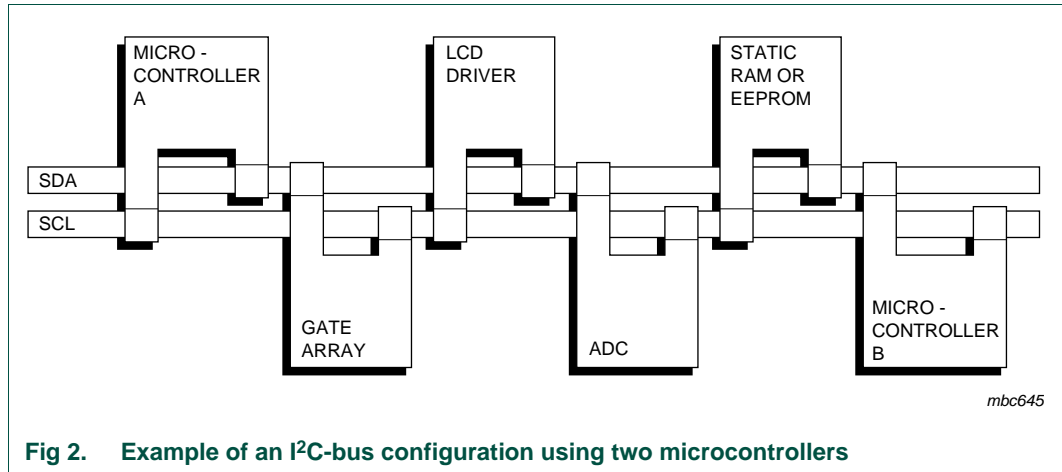 MICRO -
CONTROLLER
A
LCD
DRIVER
STATIC
RAM OR
EEPROM
SDA
SCL
GATE
ARRAY
ADC
MICRO -
CONTROLLER
B
mbc645
Fig 2. Example of an I²C-bus configuration using two microcontrollers